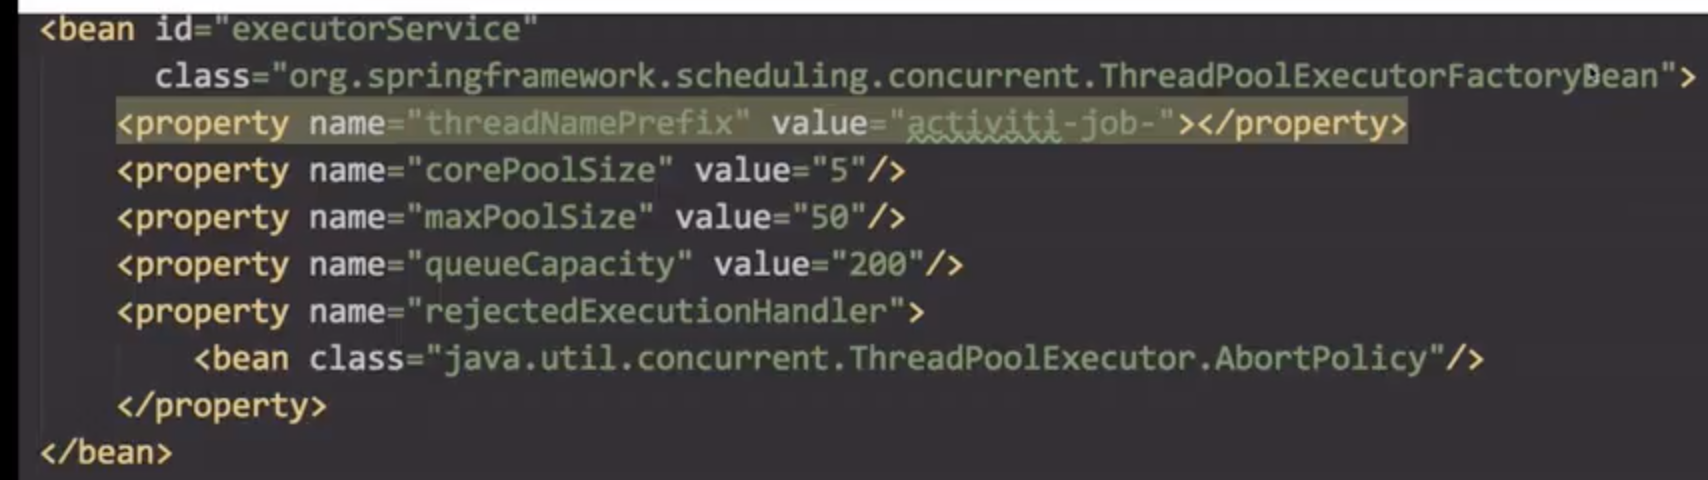 <bean id="executorService"
class="org.springframework.scheduling.concurrent.ThreadPoolExecutorFactoryBean">
<property name="threadNamePrefix" value="activiti-job-"></property>
<property name="corePoolSize" value="5"/>
<property name="maxPoolSize" value="50"/>
<property name="queueCapacity" value="200"/>
<property name="rejectedExecutionHandler">
<bean class="java.util.concurrent.ThreadPoolExecutor.AbortPolicy"/>
</property>
</bean>